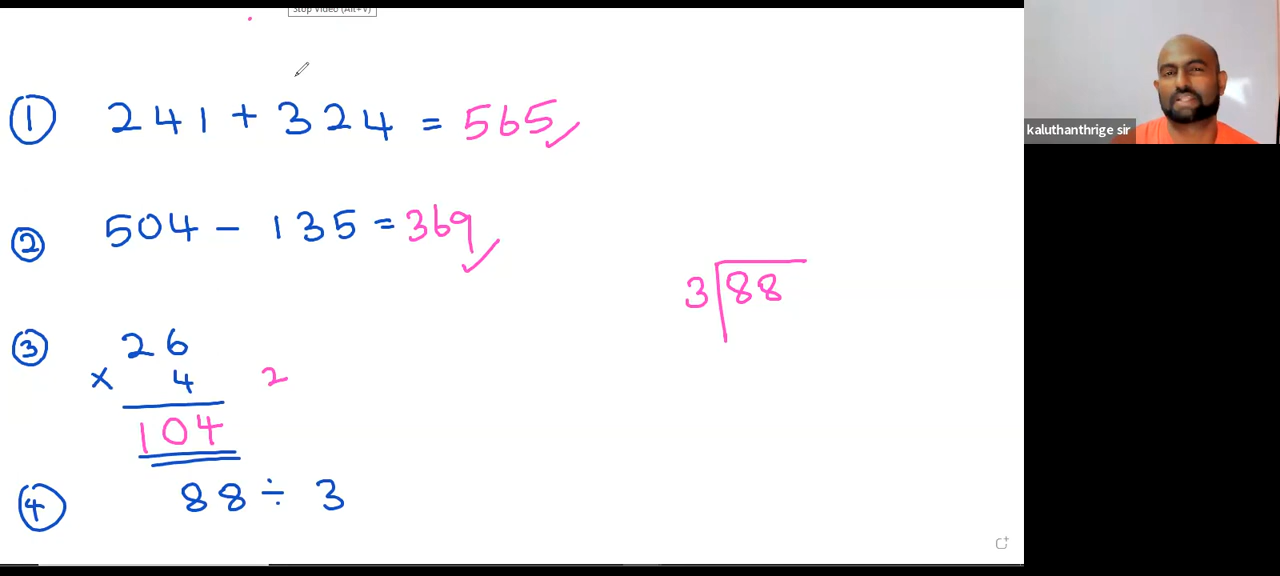 Stop Video (Alt+V)
① 241 + 324 = 565
② 504 - 135 = 369
3 88
③ 26
× 4 2
104
④ 88 ÷ 3
kaluthanthrige sir